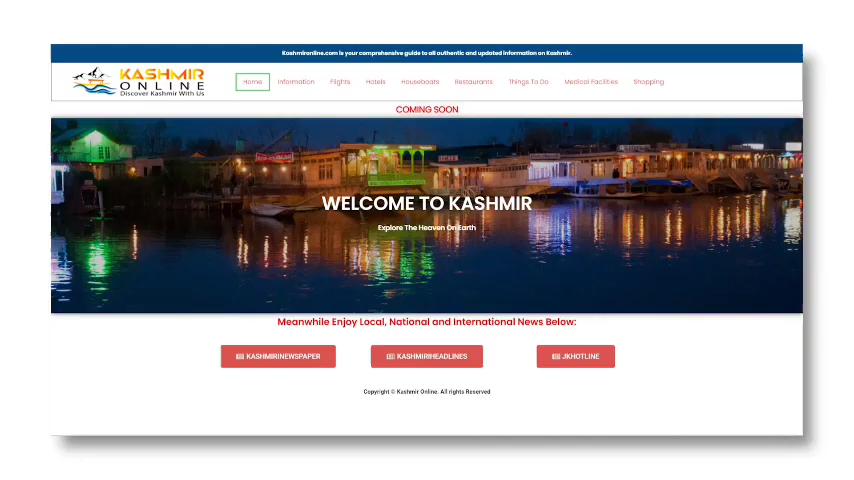 Kashmironline.com is your comprehensive guide to all authentic and updated information on Kashmir.
KASHMIR
ONLINE
Discover Kashmir With Us
Home Information Flights Hotels Houseboats Restaurants Things To Do Medical Facilities Shopping
COMING SOON
WELCOME TO KASHMIR
Explore The Heaven On Earth
Meanwhile Enjoy Local, National and International News Below:
KASHMIRINEWSPAPER KASHMIRIHEADLINES JKHOTLINE
Copyright © Kashmir Online. All rights Reserved